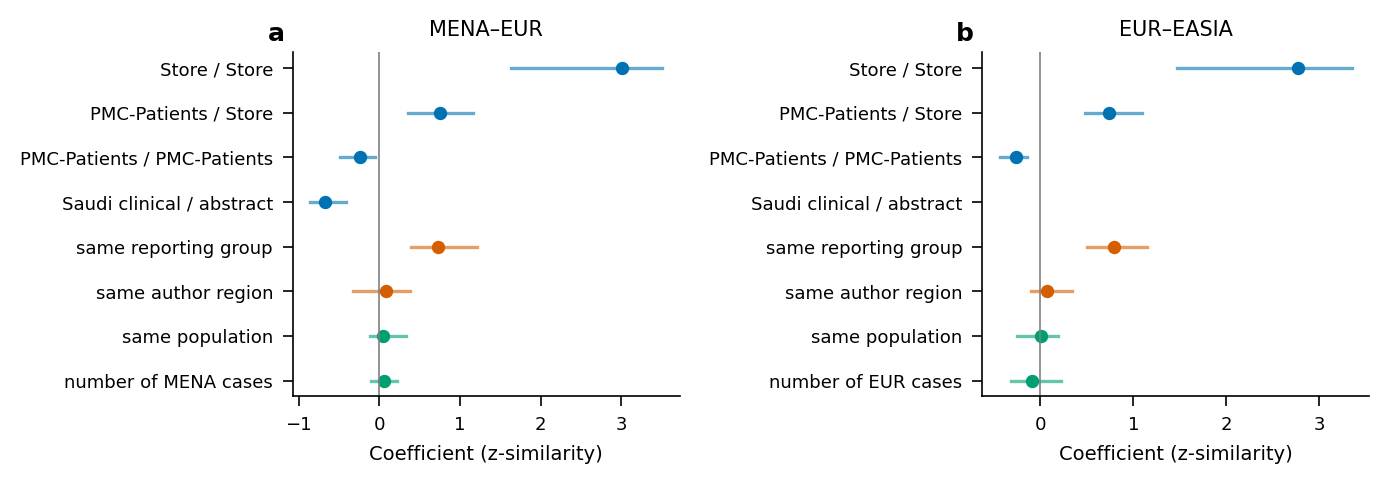 a
MENA–EUR
Store / Store
PMC-Patients / Store
PMC-Patients / PMC-Patients
Saudi clinical / abstract
same reporting group
same author region
same population
number of MENA cases
−1 0 1 2 3
Coefficient (z-similarity)
b
EUR–EASIA
Store / Store
PMC-Patients / Store
PMC-Patients / PMC-Patients
Saudi clinical / abstract
same reporting group
same author region
same population
number of EUR cases
0 1 2 3
Coefficient (z-similarity)